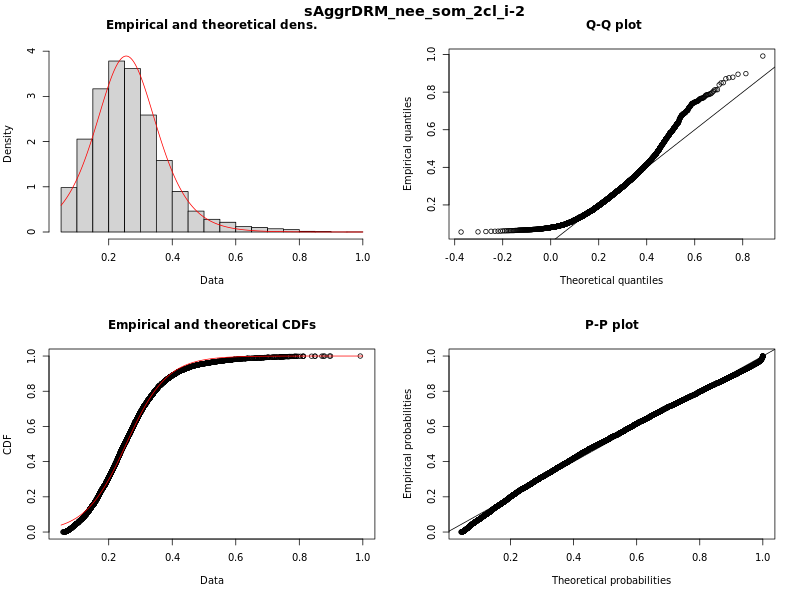 sAggrDRM_nee_som_2cl_i-2
Empirical and theoretical dens.
Density
0 1 2 3 4
0.2 0.4 0.6 0.8 1.0
Data
Q-Q plot
Empirical quantiles
0.2 0.4 0.6 0.8 1.0
-0.4 -0.2 0.0 0.2 0.4 0.6 0.8
Theoretical quantiles
Empirical and theoretical CDFs
CDF
0.0 0.2 0.4 0.6 0.8 1.0
0.2 0.4 0.6 0.8 1.0
Data
P-P plot
Empirical probabilities
0.0 0.2 0.4 0.6 0.8 1.0
0.2 0.4 0.6 0.8 1.0
Theoretical probabilities